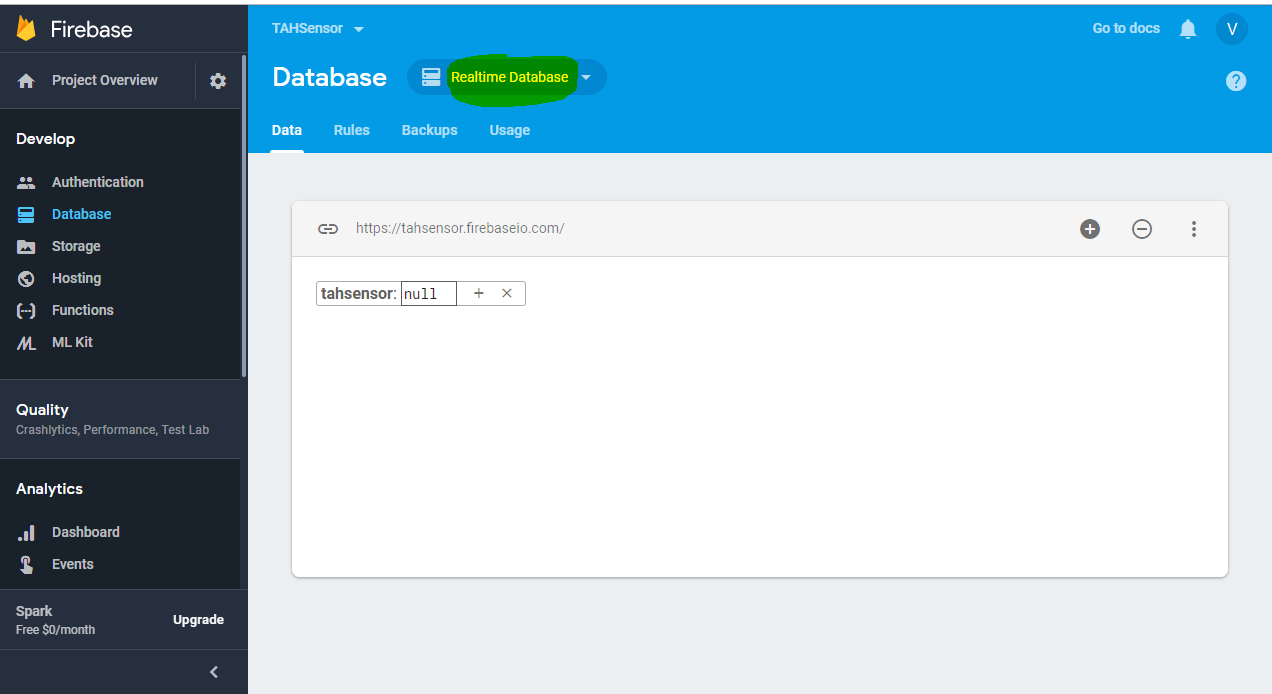 Firebase
Project Overview
Develop
Authentication
Database
Storage
Hosting
Functions
ML Kit
Quality
Crashlytics, Performance, Test Lab
Analytics
Dashboard
Events
Spark
Free $0/month
Upgrade
TAHSensor
Go to docs
V
Database
Realtime Database
?
Data Rules Backups Usage
https://tahsensor.firebaseio.com/
tahsensor: null + ×